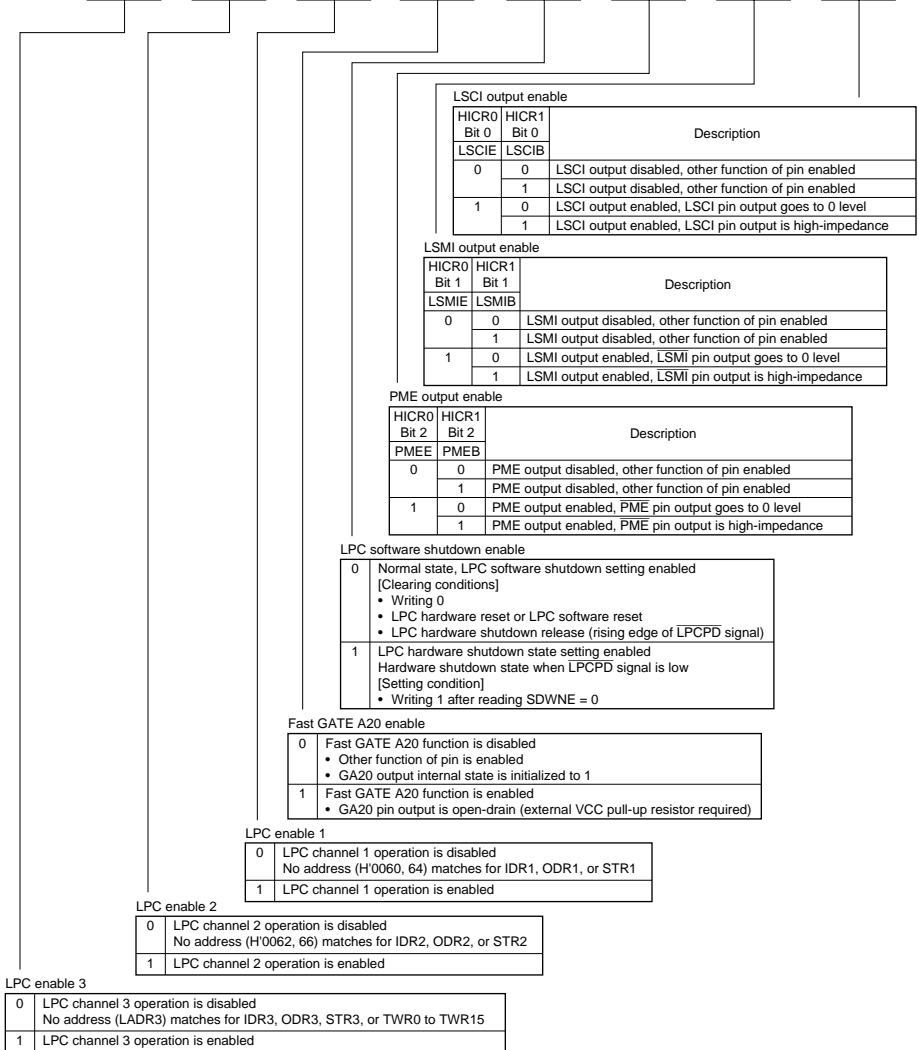 LSCI output enable
HICR0 HICR1
Bit 0 Bit 0 Description
LSCIE LSCIB
0 0 LSCI output disabled, other function of pin enabled
1 LSCI output disabled, other function of pin enabled
1 0 LSCI output enabled, LSCI pin output goes to 0 level
1 LSCI output enabled, LSCI pin output is high-impedance
LSMI output enable
HICR0 HICR1
Bit 1 Bit 1 Description
LSMIE LSMIB
0 0 LSMI output disabled, other function of pin enabled
1 LSMI output disabled, other function of pin enabled
1 0 LSMI output enabled, L̅S̅M̅I̅ pin output goes to 0 level
1 LSMI output enabled, L̅S̅M̅I̅ pin output is high-impedance
PME output enable
HICR0 HICR1
Bit 2 Bit 2 Description
PMEE PMEB
0 0 PME output disabled, other function of pin enabled
1 PME output disabled, other function of pin enabled
1 0 PME output enabled, P̅M̅E̅ pin output goes to 0 level
1 PME output enabled, P̅M̅E̅ pin output is high-impedance
LPC software shutdown enable
0 Normal state, LPC software shutdown setting enabled
[Clearing conditions]
• Writing 0
• LPC hardware reset or LPC software reset
• LPC hardware shutdown release (rising edge of L̅P̅C̅P̅D̅ signal)
1 LPC hardware shutdown state setting enabled
Hardware shutdown state when L̅P̅C̅P̅D̅ signal is low
[Setting condition]
• Writing 1 after reading SDWNE = 0
Fast GATE A20 enable
0 Fast GATE A20 function is disabled
• Other function of pin is enabled
• GA20 output internal state is initialized to 1
1 Fast GATE A20 function is enabled
• GA20 pin output is open-drain (external VCC pull-up resistor required)
LPC enable 1
0 LPC channel 1 operation is disabled
No address (H'0060, 64) matches for IDR1, ODR1, or STR1
1 LPC channel 1 operation is enabled
LPC enable 2
0 LPC channel 2 operation is disabled
No address (H'0062, 66) matches for IDR2, ODR2, or STR2
1 LPC channel 2 operation is enabled
LPC enable 3
0 LPC channel 3 operation is disabled
No address (LADR3) matches for IDR3, ODR3, STR3, or TWR0 to TWR15
1 LPC channel 3 operation is enabled